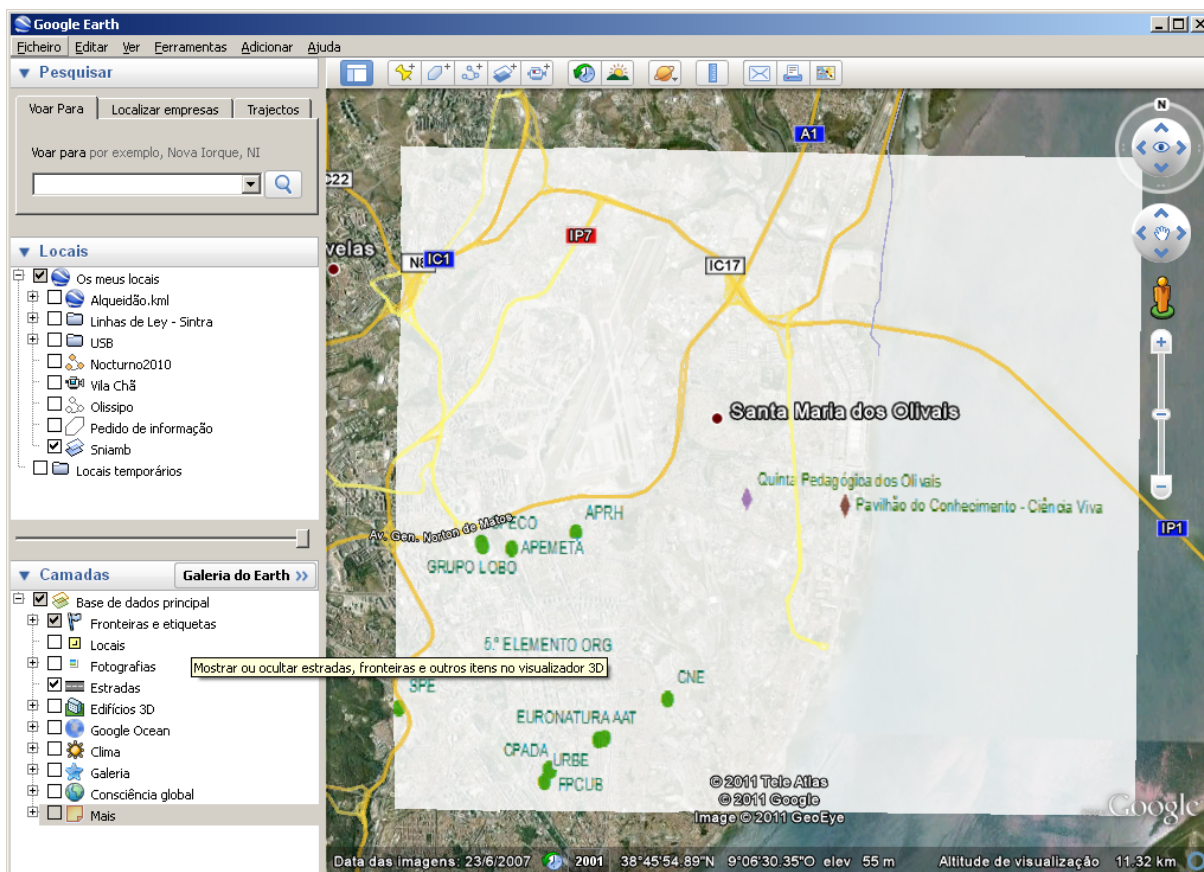 Google Earth
Ficheiro Editar Ver Ferramentas Adicionar Ajuda
Pesquisar
Voar Para Localizar empresas Trajectos
Voar para por exemplo, Nova Iorque, NI
Locais
Os meus locais
Alqueidão.kml
Linhas de Ley - Sintra
USB
Nocturno2010
Vila Chã
Olissipo
Pedido de informação
Sniamb
Locais temporários
Camadas Galeria do Earth >>
Base de dados principal
Fronteiras e etiquetas
Locais
Fotografias
Mostrar ou ocultar estradas, fronteiras e outros itens no visualizador 3D
Estradas
Edifícios 3D
Google Ocean
Clima
Galeria
Consciência global
Mais
N
A1
IC22
IP7
velas
N8
IC1
IC17
Santa Maria dos Olivais
Quinta Pedagógica dos Olivais
Pavilhão do Conhecimento - Ciência Viva
IP1
APRH
Av. Gen. Norton de Matos
APEMETA
GRUPO LOBO
5.º ELEMENTO ORG
CNE
SPE
EURONATURA AAT
CPADA
URBE
FPCUB
© 2011 Tele Atlas
© 2011 Google
Image © 2011 GeoEye
Google
Data das imagens: 23/6/2007 2001 38°45'54.89"N 9°06'30.35"O elev 55 m Altitude de visualização 11.32 km